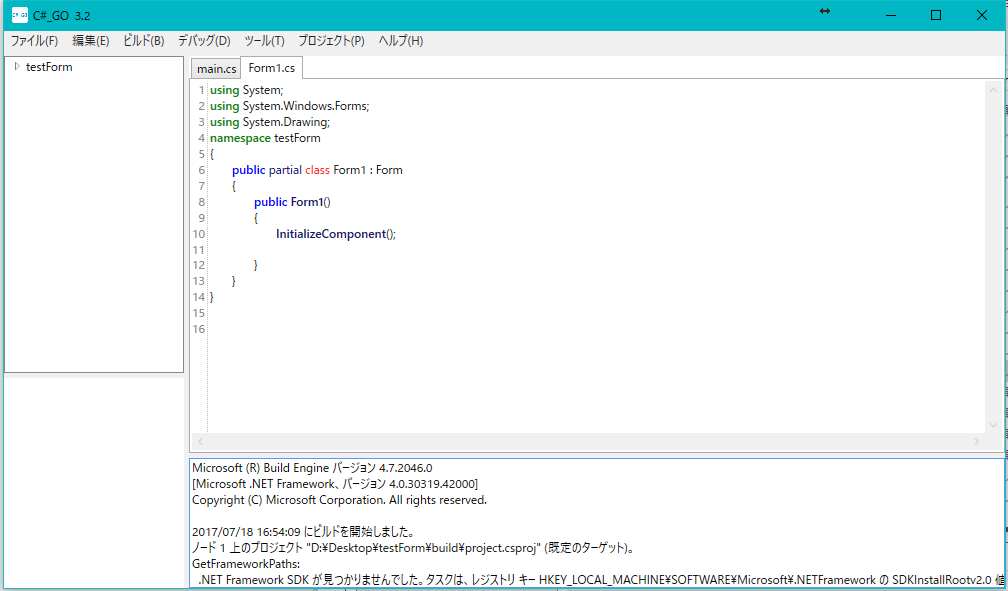 C# GO C#_GO 3.2
ファイル(F) 編集(E) ビルド(B) デバッグ(D) ツール(T) プロジェクト(P) ヘルプ(H)
testForm
main.cs Form1.cs
1 using System;
2 using System.Windows.Forms;
3 using System.Drawing;
4 namespace testForm
5 {
6 public partial class Form1 : Form
7 {
8 public Form1()
9 {
10 InitializeComponent();
11
12 }
13 }
14 }
15
16
Microsoft (R) Build Engine バージョン 4.7.2046.0
[Microsoft .NET Framework、バージョン 4.0.30319.42000]
Copyright (C) Microsoft Corporation. All rights reserved.
2017/07/18 16:54:09 にビルドを開始しました。
ノード 1 上のプロジェクト "D:¥Desktop¥testForm¥build¥project.csproj" (既定のターゲット)。
GetFrameworkPaths:
.NET Framework SDK が見つかりませんでした。タスクは、レジストリ キー HKEY_LOCAL_MACHINE¥SOFTWARE¥Microsoft¥.NETFramework の SDKInstallRootv2.0 値